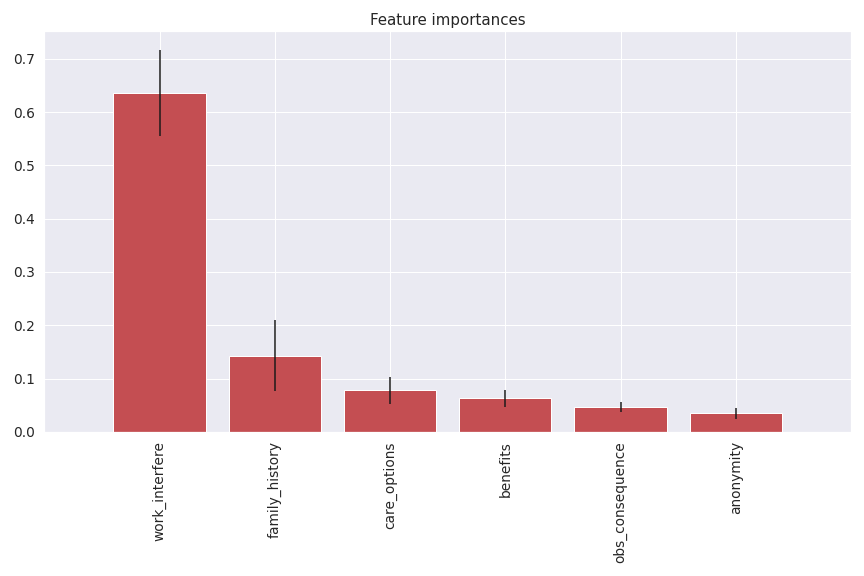 Feature importances
0.7
0.6
0.5
0.4
0.3
0.2
0.1
0.0
work_interfere
family_history
care_options
benefits
obs_consequence
anonymity